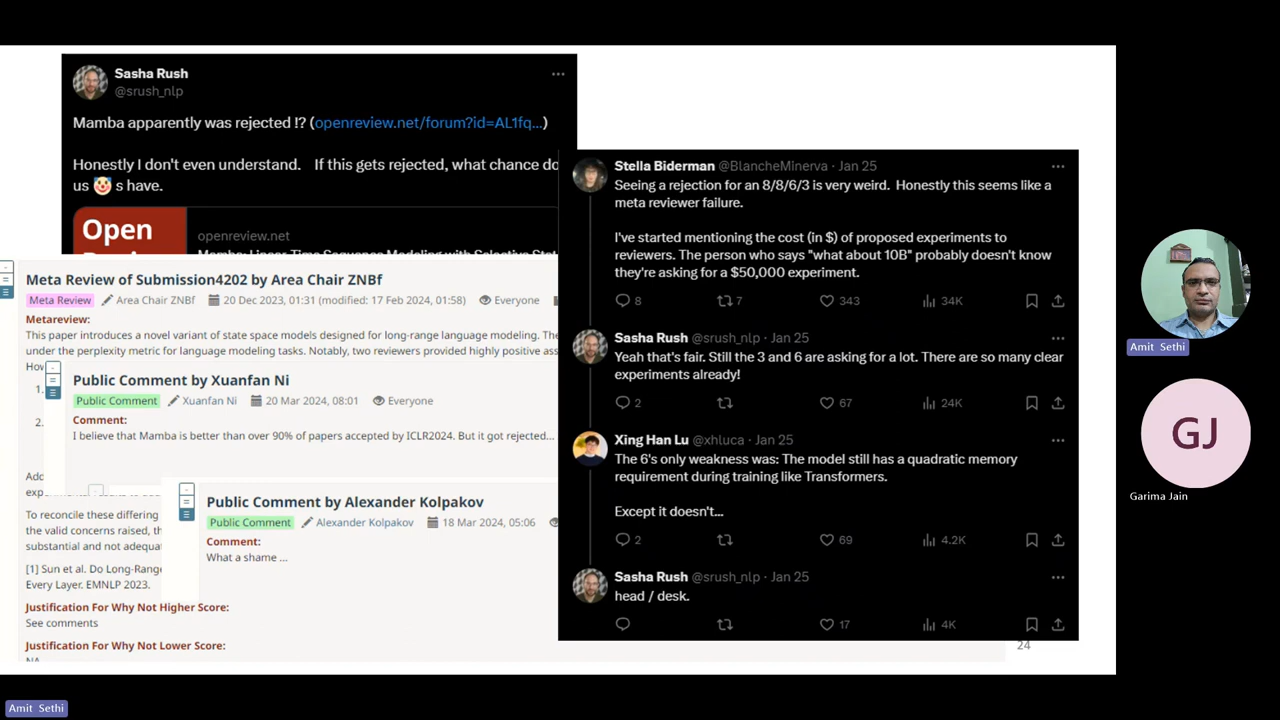 Sasha Rush
@srush_nlp
Mamba apparently was rejected !? (openreview.net/forum?id=AL1fq...)
Honestly I don't even understand. If this gets rejected, what chance do
us 🤡 s have.
Open
openreview.net
Mamba: Linear-Time Sequence Modeling with Selective Stat
Meta Review of Submission4202 by Area Chair ZNBf
Meta Review Area Chair ZNBf 20 Dec 2023, 01:31 (modified: 17 Feb 2024, 01:58) Everyone
Metareview:
This paper introduces a novel variant of state space models designed for long-range language modeling. The
under the perplexity metric for language modeling tasks. Notably, two reviewers provided highly positive ass
How
1.
2.
Public Comment by Xuanfan Ni
Public Comment Xuanfan Ni 20 Mar 2024, 08:01 Everyone
Comment:
I believe that Mamba is better than over 90% of papers accepted by ICLR2024. But it got rejected...
Add
To reconcile these differing
the valid concerns raised, th
substantial and not adequat
[1] Sun et al. Do Long-Range
Every Layer. EMNLP 2023.
Public Comment by Alexander Kolpakov
Public Comment Alexander Kolpakov 18 Mar 2024, 05:06
Comment:
What a shame ...
Justification For Why Not Higher Score:
See comments
Justification For Why Not Lower Score:
NA
Stella Biderman @BlancheMinerva · Jan 25
Seeing a rejection for an 8/8/6/3 is very weird. Honestly this seems like a
meta reviewer failure.
I've started mentioning the cost (in $) of proposed experiments to
reviewers. The person who says "what about 10B" probably doesn't know
they're asking for a $50,000 experiment.
8 7 343 34K
Sasha Rush @srush_nlp · Jan 25
Yeah that's fair. Still the 3 and 6 are asking for a lot. There are so many clear
experiments already!
2 67 24K
Xing Han Lu @xhluca · Jan 25
The 6's only weakness was: The model still has a quadratic memory
requirement during training like Transformers.
Except it doesn't...
2 69 4.2K
Sasha Rush @srush_nlp · Jan 25
head / desk.
17 4K
24
Amit Sethi
GJ
Garima Jain
Amit Sethi